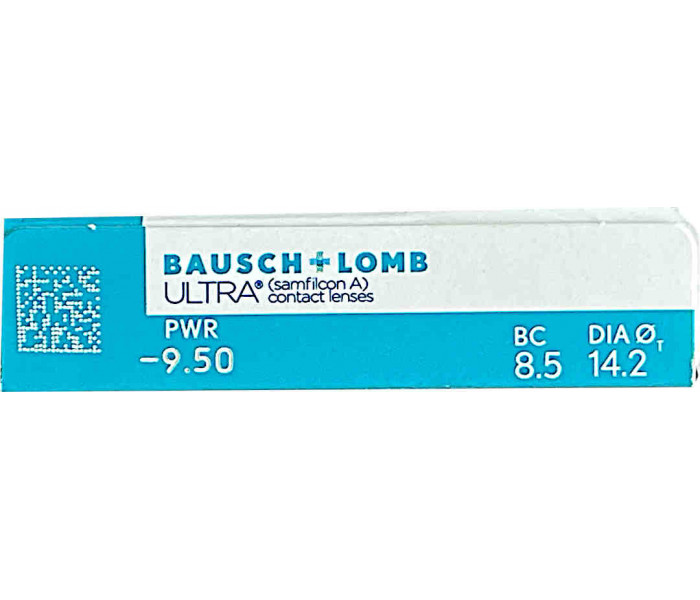 BAUSCH + LOMB
ULTRA® (samfilcon A)
contact lenses
PWR
-9.50
BC
8.5
DIA Ø T
14.2